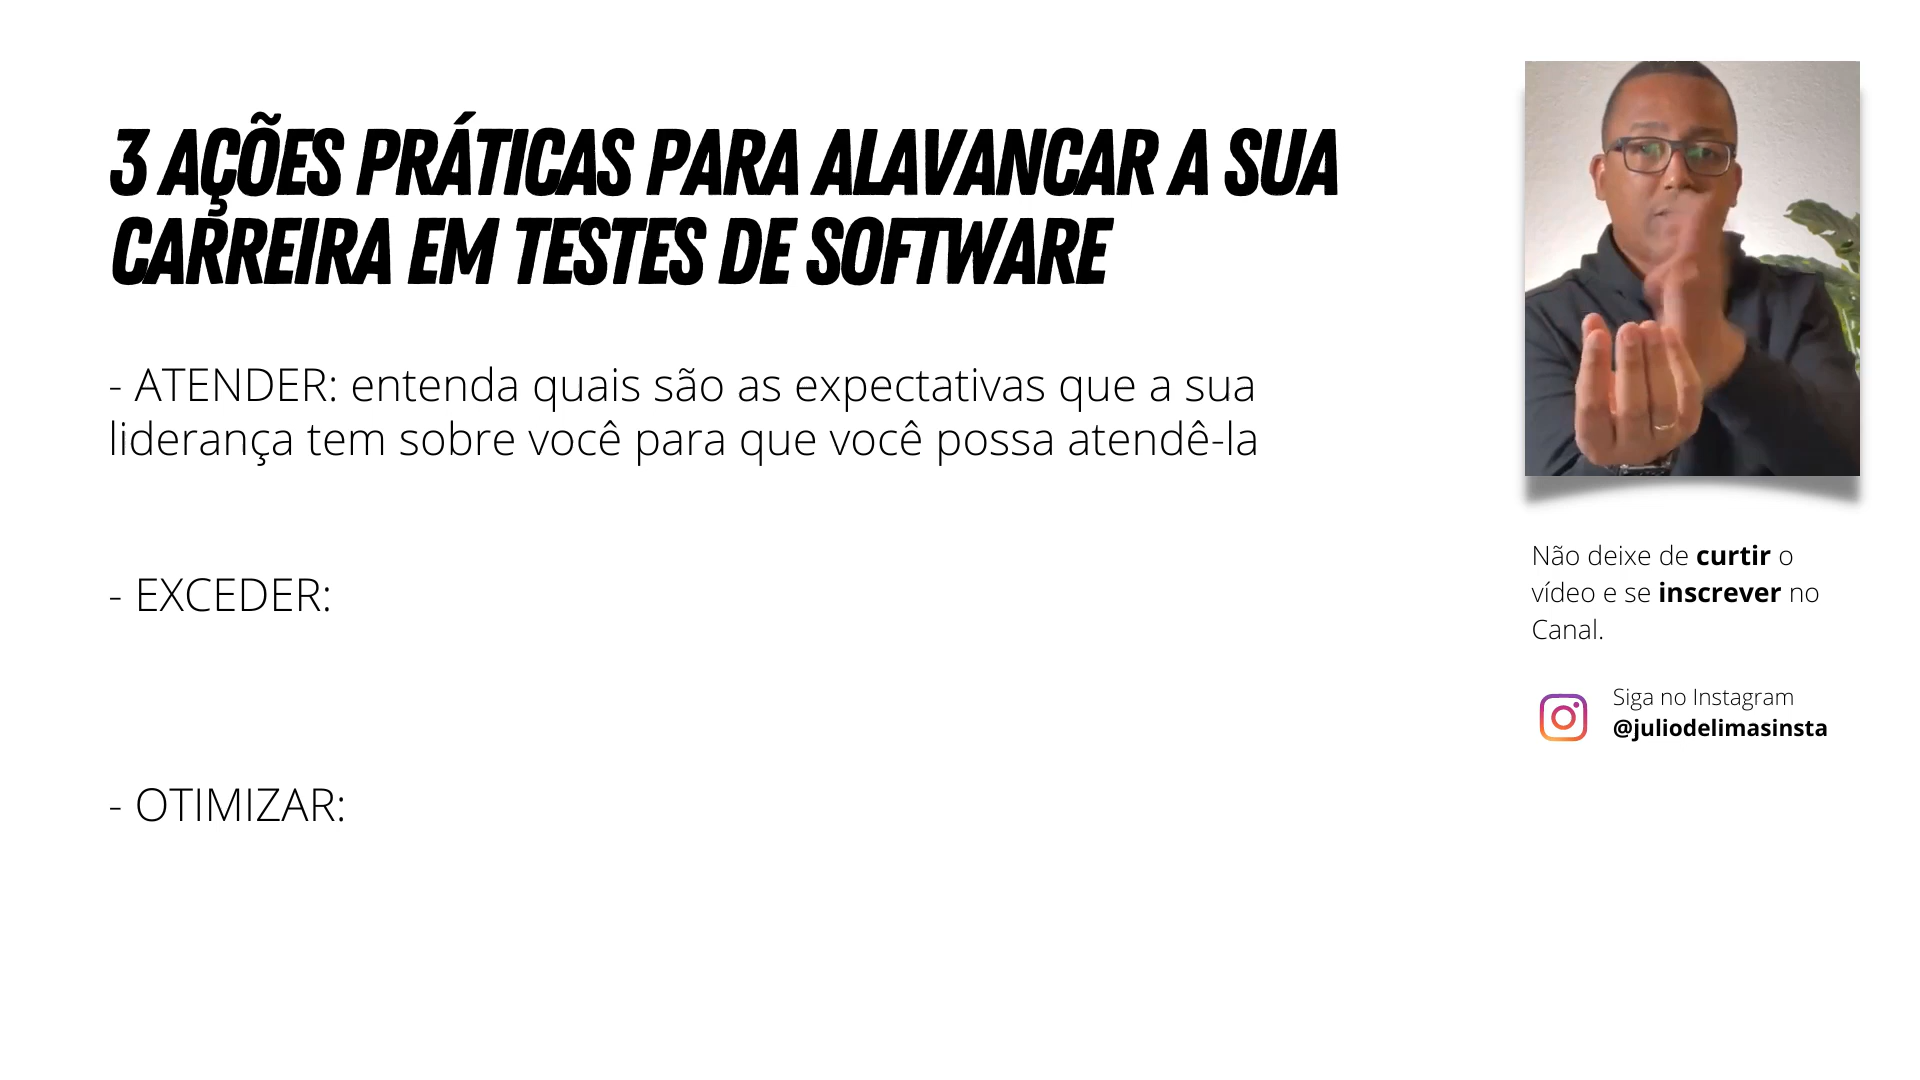 3 AÇÕES PRÁTICAS PARA ALAVANCAR A SUA
CARREIRA EM TESTES DE SOFTWARE
- ATENDER: entenda quais são as expectativas que a sua
liderança tem sobre você para que você possa atendê-la
- EXCEDER:
- OTIMIZAR:
Não deixe de curtir o
vídeo e se inscrever no
Canal.
Siga no Instagram
@juliodelimasinsta